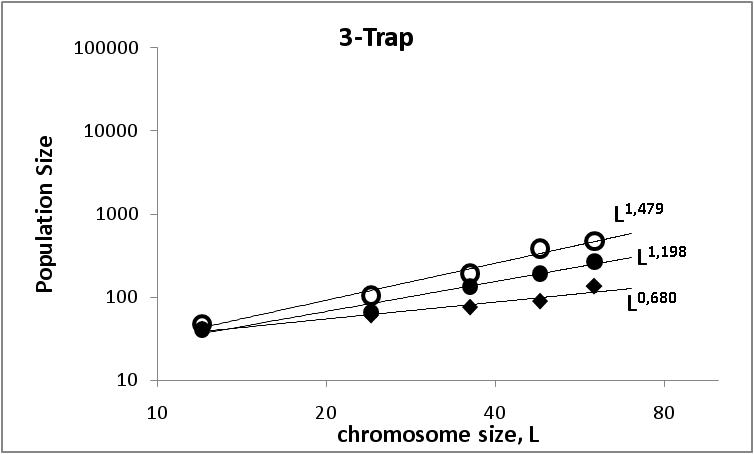 3-Trap
100000
10000
1000
100
10
Population Size
L1,479
L1,198
L0,680
10 20 40 80
chromosome size, L